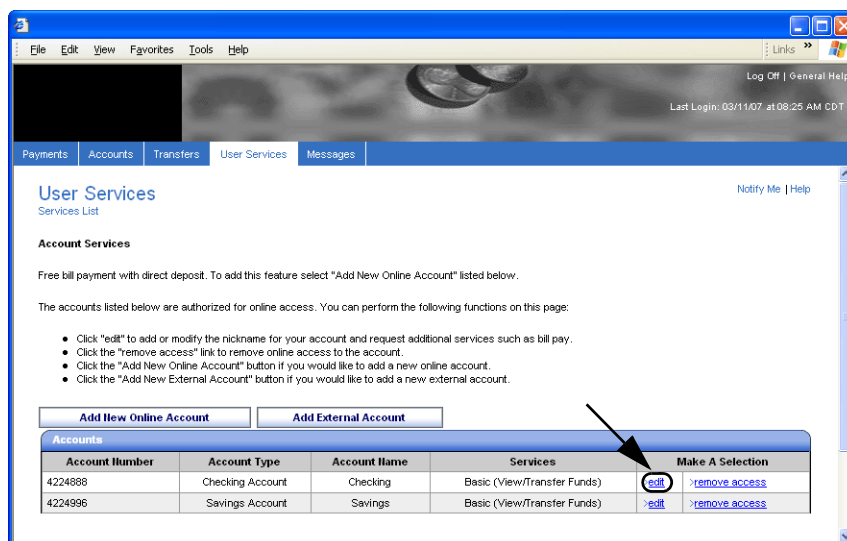 File Edit View Favorites Tools Help Links »
Log Off | General Help
Last Login: 03/11/07 at 08:25 AM CDT
Payments Accounts Transfers User Services Messages
User Services
Services List
Notify Me | Help
Account Services
Free bill payment with direct deposit. To add this feature select "Add New Online Account" listed below.
The accounts listed below are authorized for online access. You can perform the following functions on this page:
● Click "edit" to add or modify the nickname for your account and request additional services such as bill pay.
● Click the "remove access" link to remove online access to the account.
● Click the "Add New Online Account" button if you would like to add a new online account.
● Click the "Add New External Account" button if you would like to add a new external account.
Add New Online Account Add External Account
Accounts
Account Number Account Type Account Name Services Make A Selection
4224888 Checking Account Checking Basic (View/Transfer Funds) >edit >remove access
4224996 Savings Account Savings Basic (View/Transfer Funds) >edit >remove access